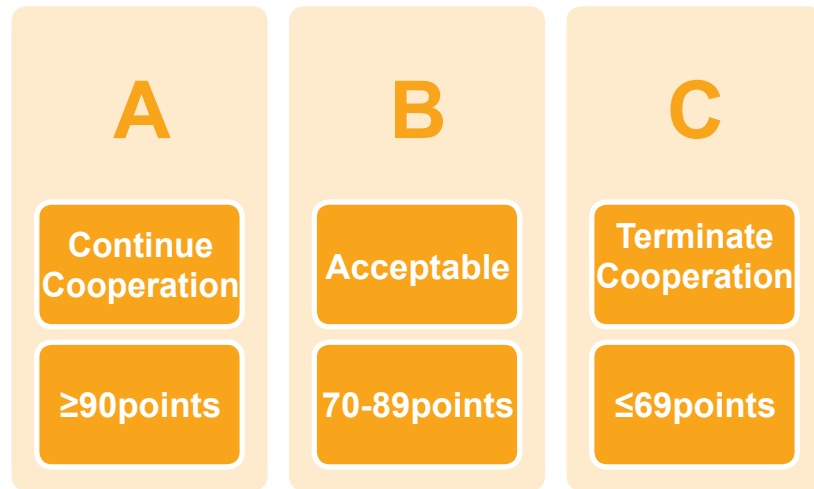 A
Continue
Cooperation
≥90points
B
Acceptable
70-89points
C
Terminate
Cooperation
≤69points